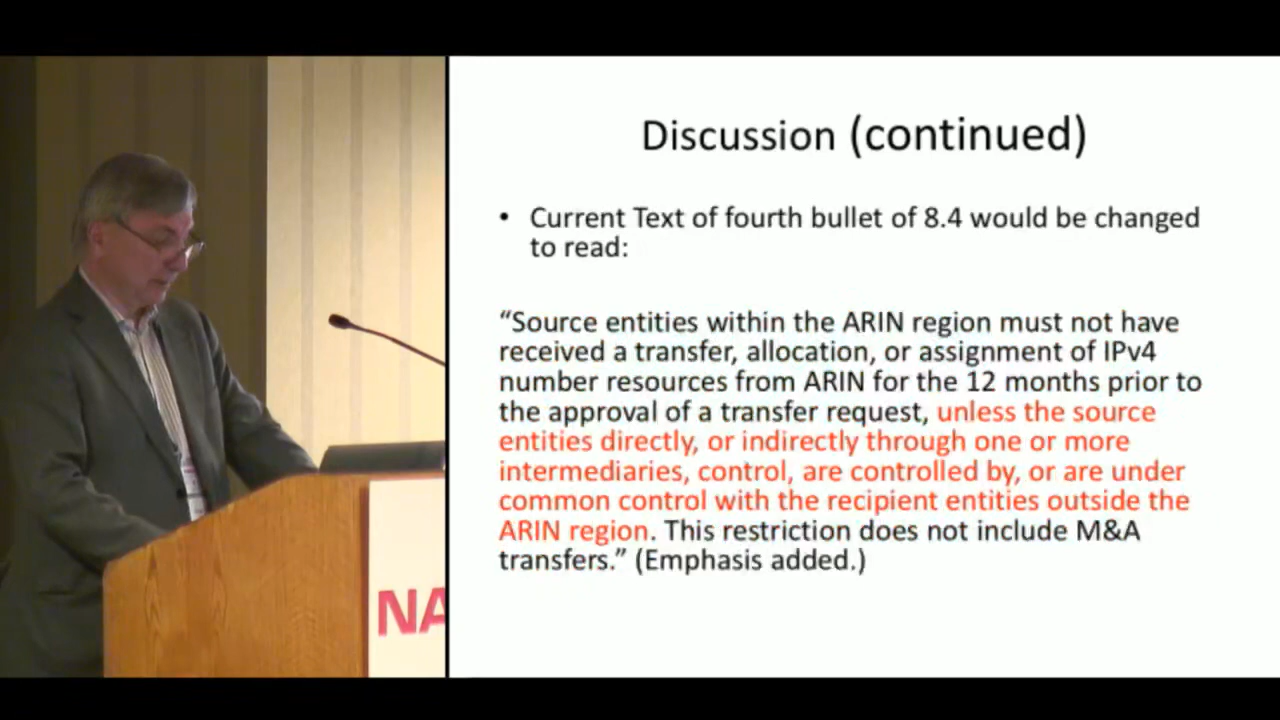 Discussion (continued)
• Current Text of fourth bullet of 8.4 would be changed
to read:
“Source entities within the ARIN region must not have
received a transfer, allocation, or assignment of IPv4
number resources from ARIN for the 12 months prior to
the approval of a transfer request, unless the source
entities directly, or indirectly through one or more
intermediaries, control, are controlled by, or are under
common control with the recipient entities outside the
ARIN region. This restriction does not include M&A
transfers.” (Emphasis added.)
NA